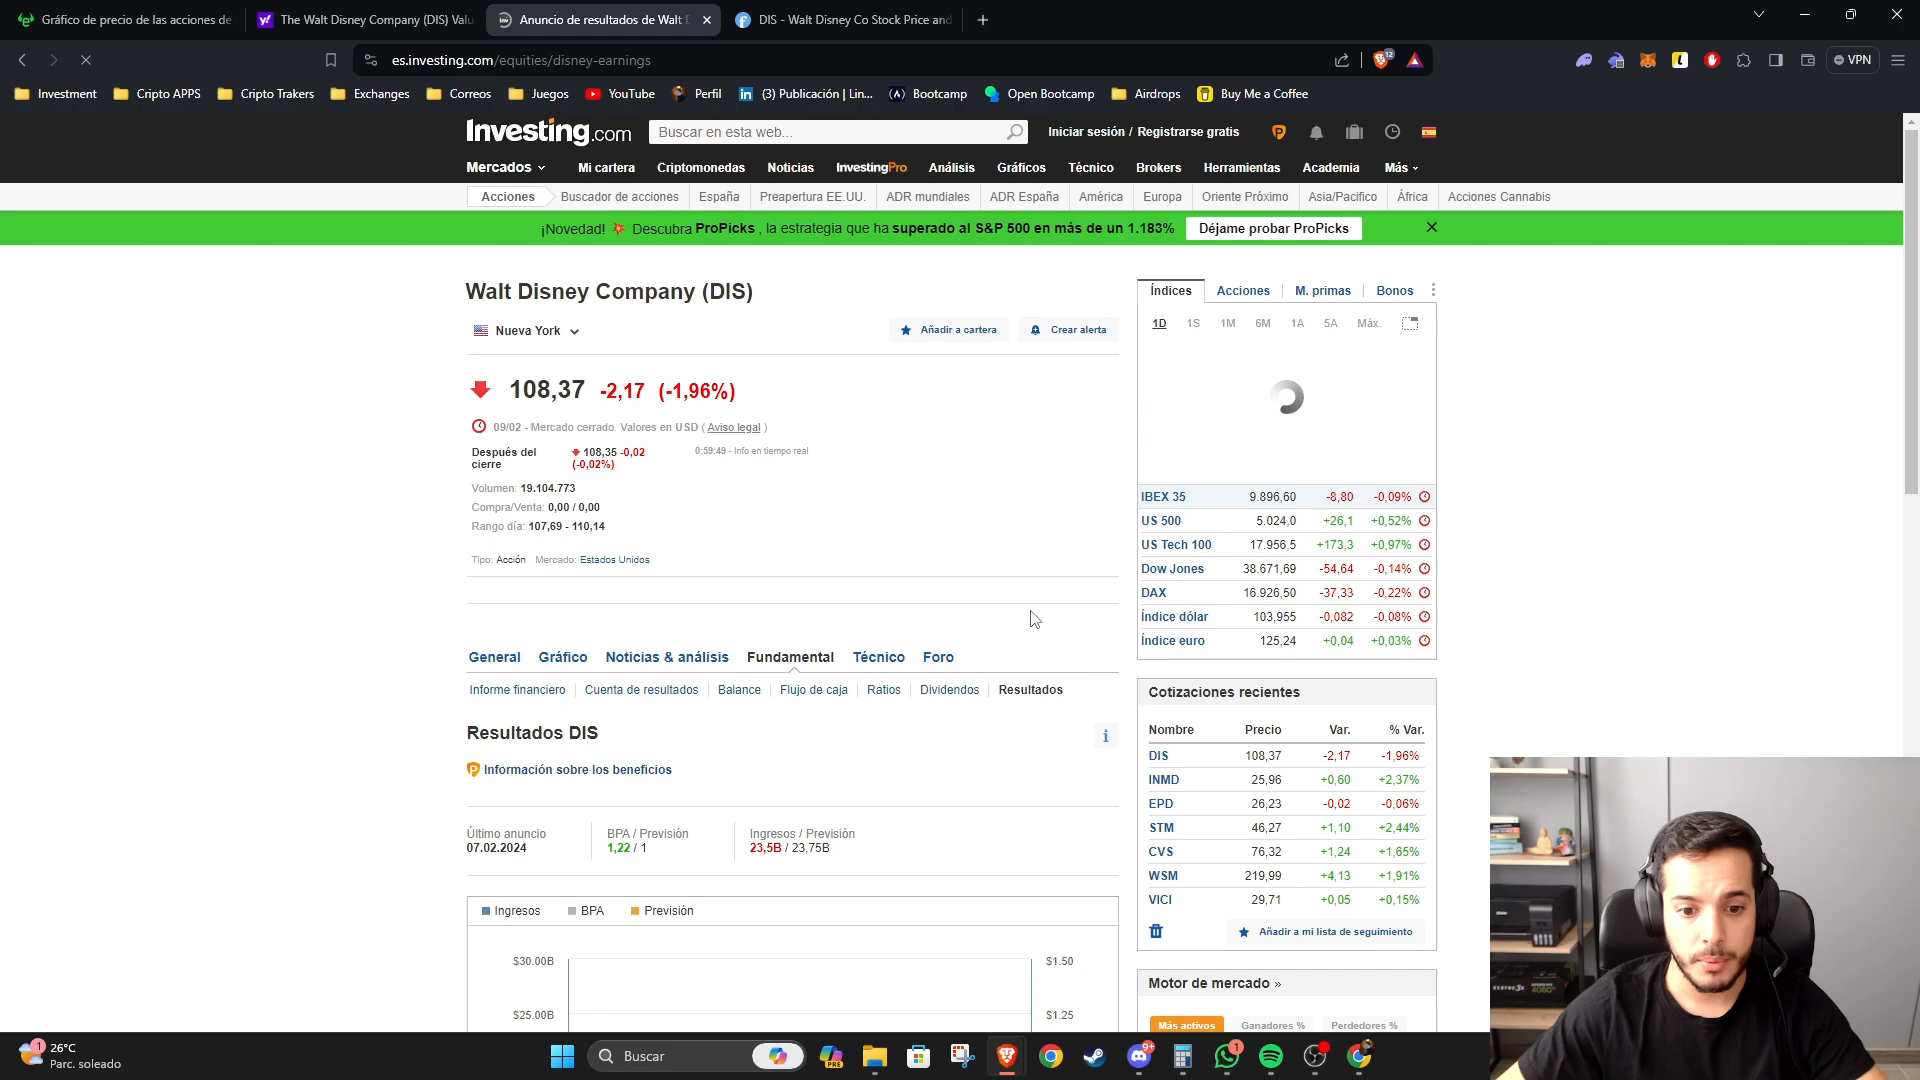 Gráfico de precio de las acciones de
The Walt Disney Company (DIS) Valu
Anuncio de resultados de Walt D
DIS - Walt Disney Co Stock Price and
es.investing.com/equities/disney-earnings
12
VPN
Investment
Cripto APPS
Cripto Trakers
Exchanges
Correos
Juegos
YouTube
Perfil
(3) Publicación | Lin...
Bootcamp
Open Bootcamp
Airdrops
Buy Me a Coffee
Investing.com
Buscar en esta web...
Iniciar sesión / Registrarse gratis
Mercados
Mi cartera
Criptomonedas
Noticias
InvestingPro
Análisis
Gráficos
Técnico
Brokers
Herramientas
Academia
Más
Acciones
Buscador de acciones
España
Preapertura EE.UU.
ADR mundiales
ADR España
América
Europa
Oriente Próximo
Asia/Pacifico
África
Acciones Cannabis
¡Novedad! 💥 Descubra ProPicks , la estrategia que ha superado al S&P 500 en más de un 1.183%
Déjame probar ProPicks
Walt Disney Company (DIS)
Nueva York
Añadir a cartera
Crear alerta
108,37 -2,17 (-1,96%)
09/02 - Mercado cerrado. Valores en USD ( Aviso legal )
Después del cierre
108,35 -0,02
(-0,02%)
0:59:49 - Info en tiempo real
Volumen: 19.104.773
Compra/Venta: 0,00 / 0,00
Rango día: 107,69 - 110,14
Tipo: Acción Mercado: Estados Unidos
General
Gráfico
Noticias & análisis
Fundamental
Técnico
Foro
Informe financiero
Cuenta de resultados
Balance
Flujo de caja
Ratios
Dividendos
Resultados
Resultados DIS
Información sobre los beneficios
Último anuncio
07.02.2024
BPA / Previsión
1,22 / 1
Ingresos / Previsión
23,5B / 23,75B
Ingresos
BPA
Previsión
$30.00B
$1.50
$25.00B
$1.25
Índices
Acciones
M. primas
Bonos
1D 1S 1M 6M 1A 5A Máx.
IBEX 35 9.896,60 -8,80 -0,09%
US 500 5.024,0 +26,1 +0,52%
US Tech 100 17.956,5 +173,3 +0,97%
Dow Jones 38.671,69 -54,64 -0,14%
DAX 16.926,50 -37,33 -0,22%
Índice dólar 103,955 -0,082 -0,08%
Índice euro 125,24 +0,04 +0,03%
Cotizaciones recientes
Nombre Precio Var. % Var.
DIS 108,37 -2,17 -1,96%
INMD 25,96 +0,60 +2,37%
EPD 26,23 -0,02 -0,06%
STM 46,27 +1,10 +2,44%
CVS 76,32 +1,24 +1,65%
WSM 219,99 +4,13 +1,91%
VICI 29,71 +0,05 +0,15%
Añadir a mi lista de seguimiento
Motor de mercado »
Más activos
Ganadores %
Perdedores %
1
26°C
Parc. soleado
Buscar
PRE
9+
1